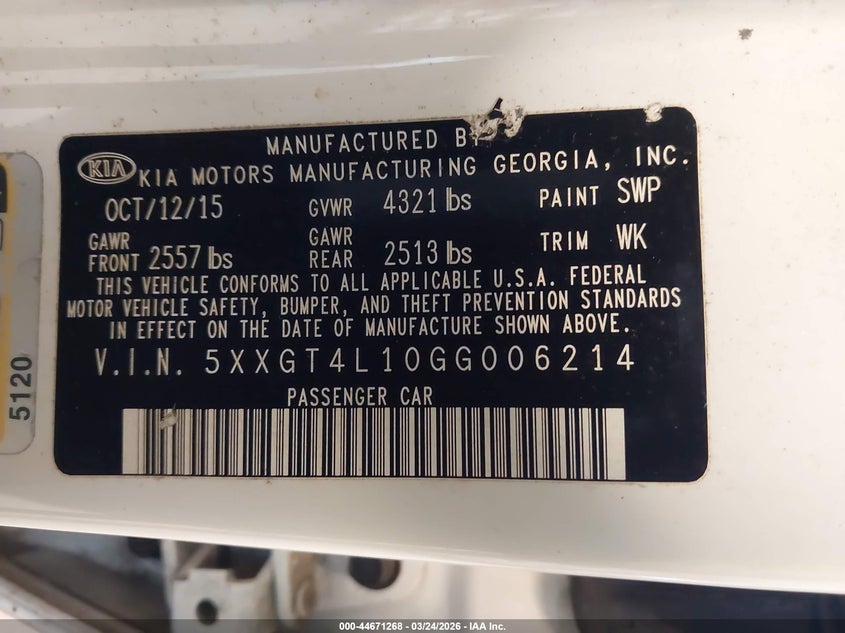 MANUFACTURED BY
KIA
KIA MOTORS MANUFACTURING GEORGIA, INC.
OCT/12/15 GVWR 4321 lbs PAINT SWP
GAWR FRONT 2557 lbs GAWR REAR 2513 lbs TRIM WK
THIS VEHICLE CONFORMS TO ALL APPLICABLE U.S.A. FEDERAL
MOTOR VEHICLE SAFETY, BUMPER, AND THEFT PREVENTION STANDARDS
IN EFFECT ON THE DATE OF MANUFACTURE SHOWN ABOVE.
V.I.N. 5XXGT4L10GG006214
PASSENGER CAR
5120
000-44671268 - 03/24/2026 - IAA Inc.